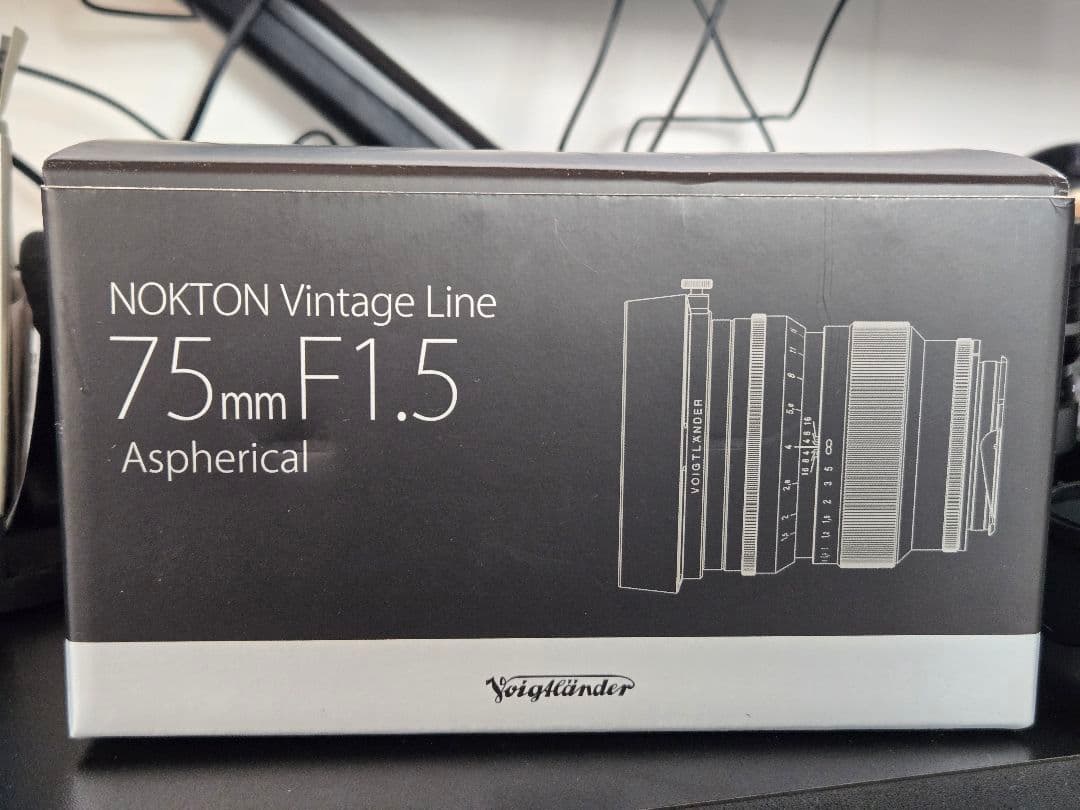 NOKTON Vintage Line
75mm F1.5
Aspherical
VOIGTLÄNDER
Voigtländer